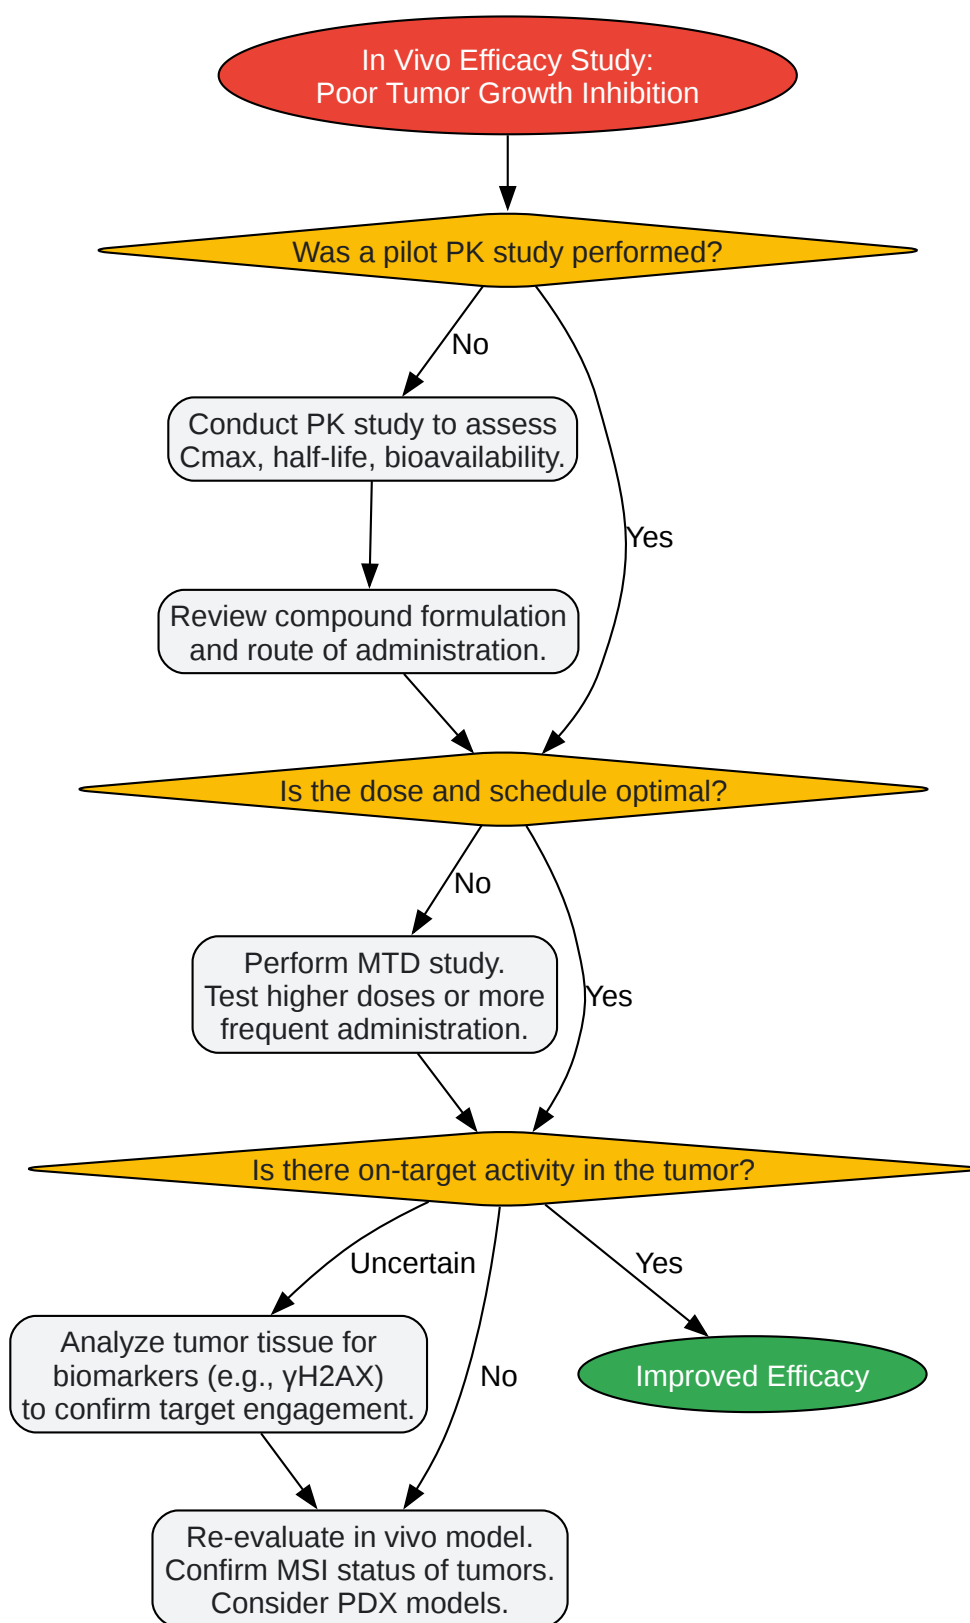 In Vivo Efficacy Study:
Poor Tumor Growth Inhibition
Was a pilot PK study performed?
No
Conduct PK study to assess
Cmax, half-life, bioavailability.
Yes
Review compound formulation
and route of administration.
Is the dose and schedule optimal?
No
Perform MTD study.
Test higher doses or more
frequent administration.
Yes
Is there on-target activity in the tumor?
Uncertain
Yes
Analyze tumor tissue for
biomarkers (e.g., γH2AX)
to confirm target engagement.
No
Improved Efficacy
Re-evaluate in vivo model.
Confirm MSI status of tumors.
Consider PDX models.